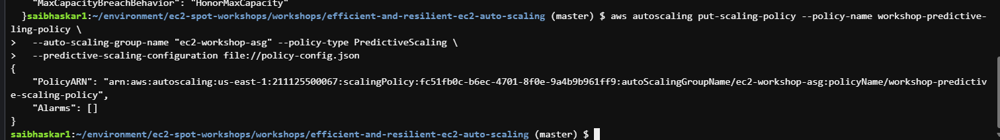 "MaxCapacityBreachBehavior": "HonorMaxCapacity"
  }saibhaskar1:~/environment/ec2-spot-workshops/workshops/efficient-and-resilient-ec2-auto-scaling (master) $ aws autoscaling put-scaling-policy --policy-name workshop-predictive-
ling-policy \
>   --auto-scaling-group-name "ec2-workshop-asg" --policy-type PredictiveScaling \
>   --predictive-scaling-configuration file://policy-config.json
{
    "PolicyARN": "arn:aws:autoscaling:us-east-1:211125500067:scalingPolicy:fc51fb0c-b6ec-4701-8f0e-9a4b9b961ff9:autoScalingGroupName/ec2-workshop-asg:policyName/workshop-predictiv
e-scaling-policy",
    "Alarms": []
}
saibhaskar1:~/environment/ec2-spot-workshops/workshops/efficient-and-resilient-ec2-auto-scaling (master) $